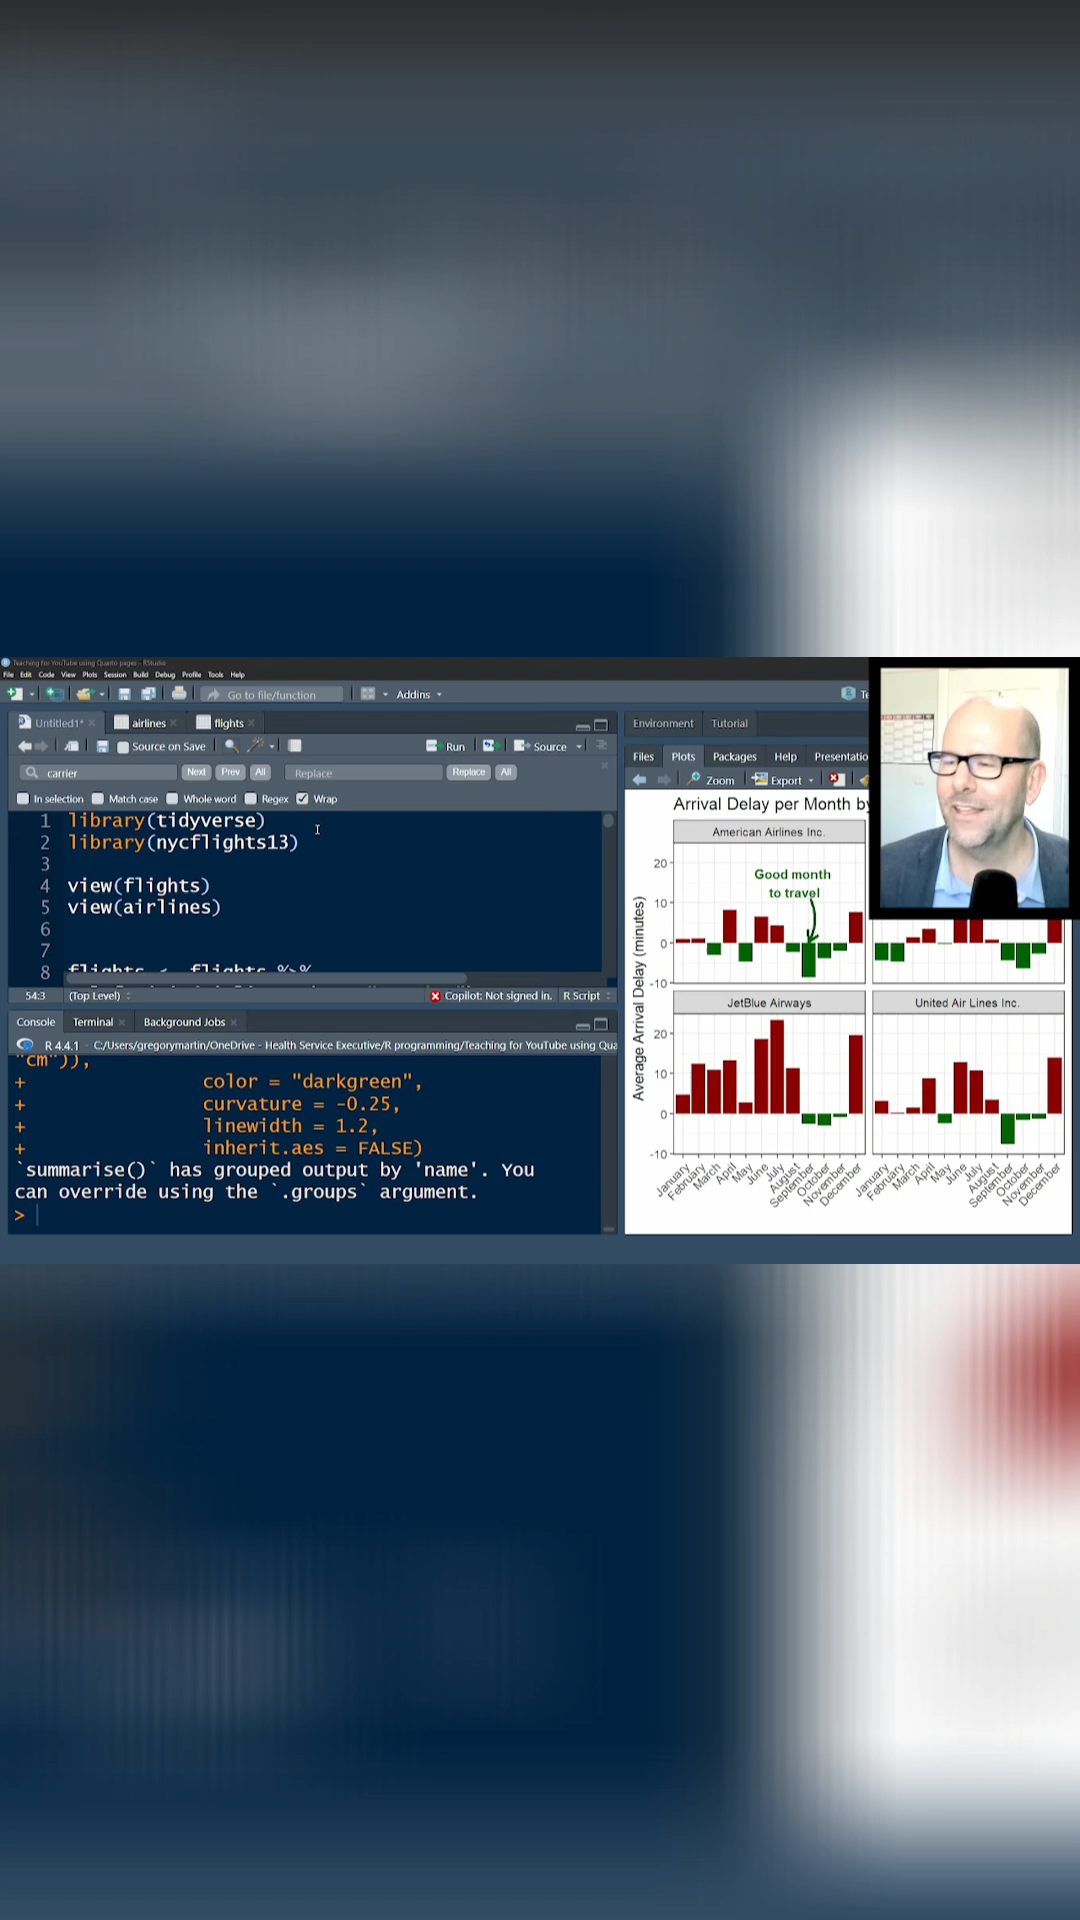 Teaching for YouTube using Quarto pages - RStudio
File Edit Code View Plots Session Build Debug Profile Tools Help
Go to file/function
Addins
Untitled1*
airlines
flights
Source on Save
Run
Source
carrier
Next
Prev
All
Replace
Replace
All
In selection
Match case
Whole word
Regex
Wrap
1 library(tidyverse)
2 library(nycflights13)
3
4 view(flights)
5 view(airlines)
6
7
8 flights <- flights %>%
54:3
(Top Level)
Copilot: Not signed in.
R Script
Console
Terminal
Background Jobs
R 4.4.1 · C:/Users/gregorymartin/OneDrive - Health Service Executive/R programming/Teaching for YouTube using Qua
"cm")),
+ color = "darkgreen",
+ curvature = -0.25,
+ linewidth = 1.2,
+ inherit.aes = FALSE)
`summarise()` has grouped output by 'name'. You
can override using the `.groups` argument.
>
Environment
Tutorial
Files
Plots
Packages
Help
Presentatio
Zoom
Export
Arrival Delay per Month by
American Airlines Inc.
Good month
to travel
20
10
0
-10
Average Arrival Delay (minutes)
JetBlue Airways
United Air Lines Inc.
20
10
0
-10
January
February
March
April
May
June
July
August
September
October
November
December
January
February
March
April
May
June
July
August
September
October
November
December